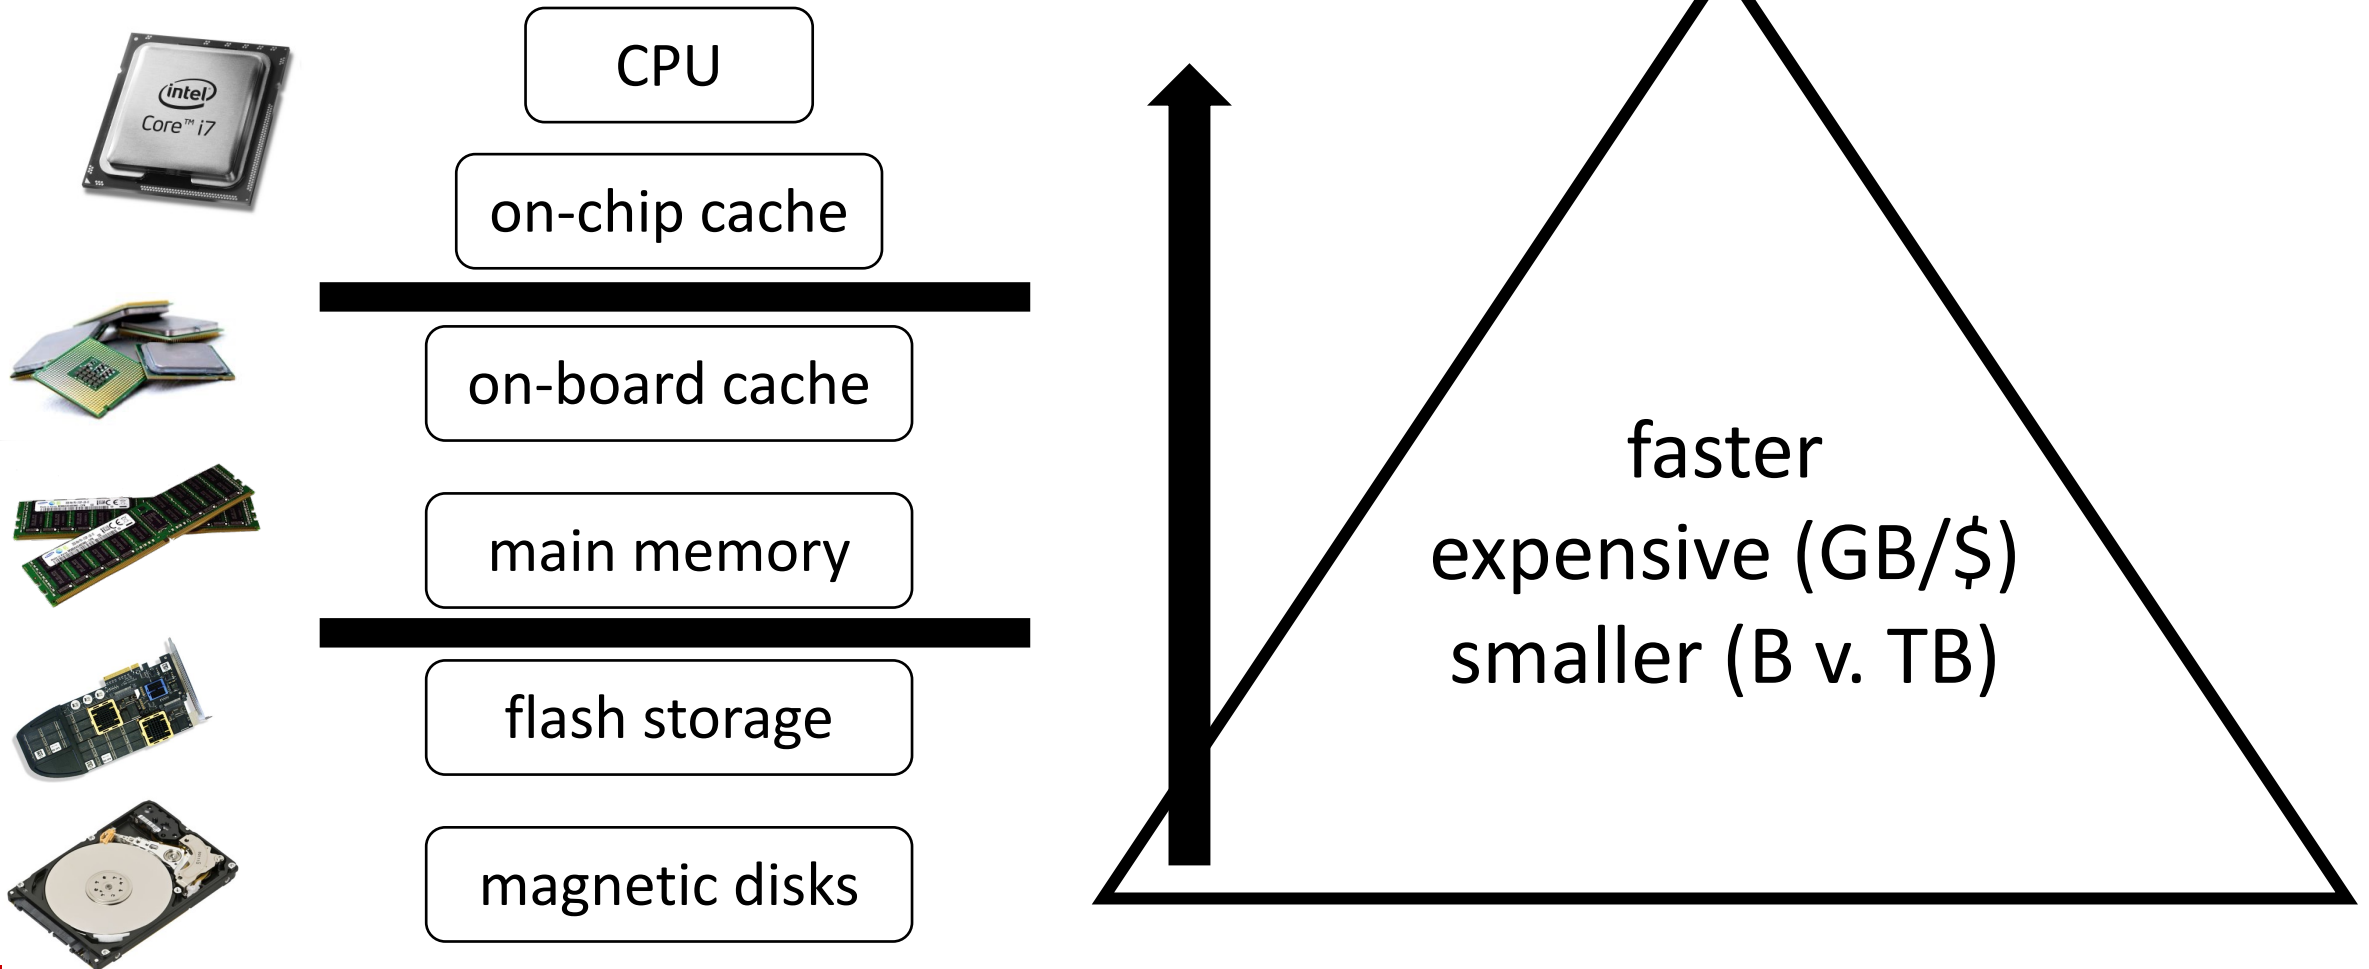 CPU
intel
Core™ i7
on-chip cache
on-board cache
main memory
flash storage
magnetic disks
faster
expensive (GB/$)
smaller (B v. TB)